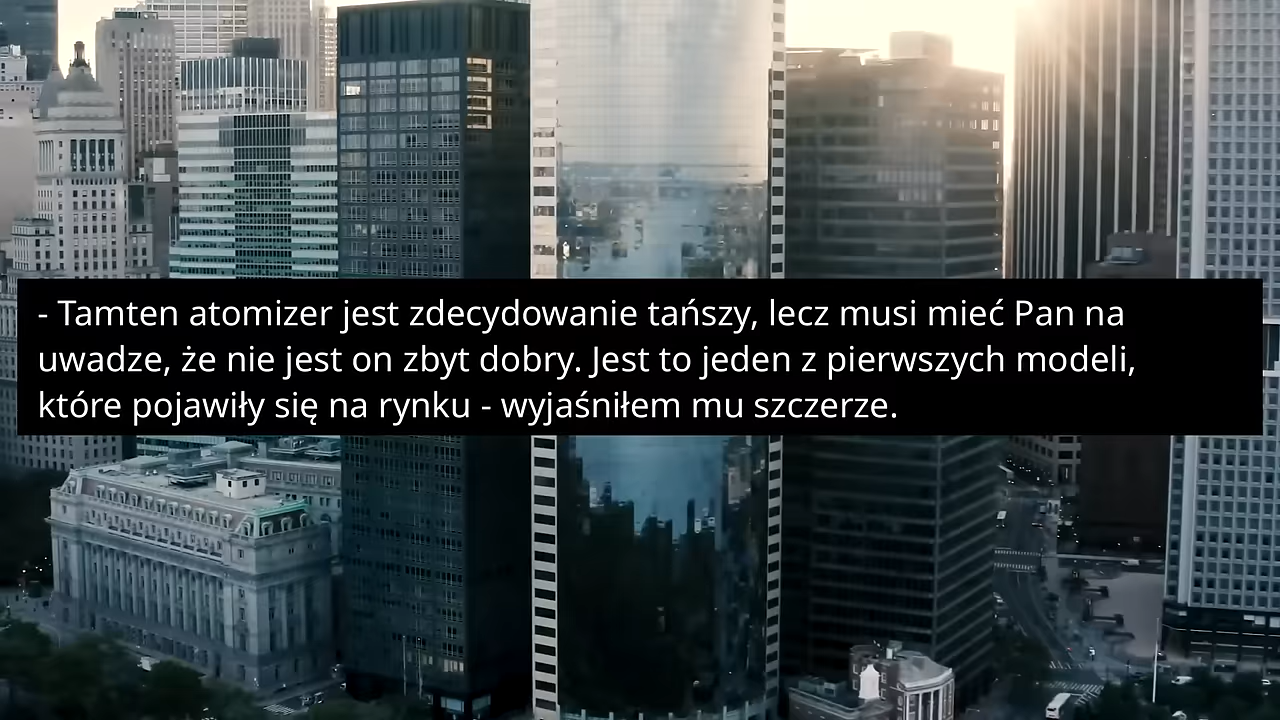 - Tamten atomizer jest zdecydowanie tańszy, lecz musi mieć Pan na
uwadze, że nie jest on zbyt dobry. Jest to jeden z pierwszych modeli,
które pojawiły się na rynku - wyjaśniłem mu szczerze.